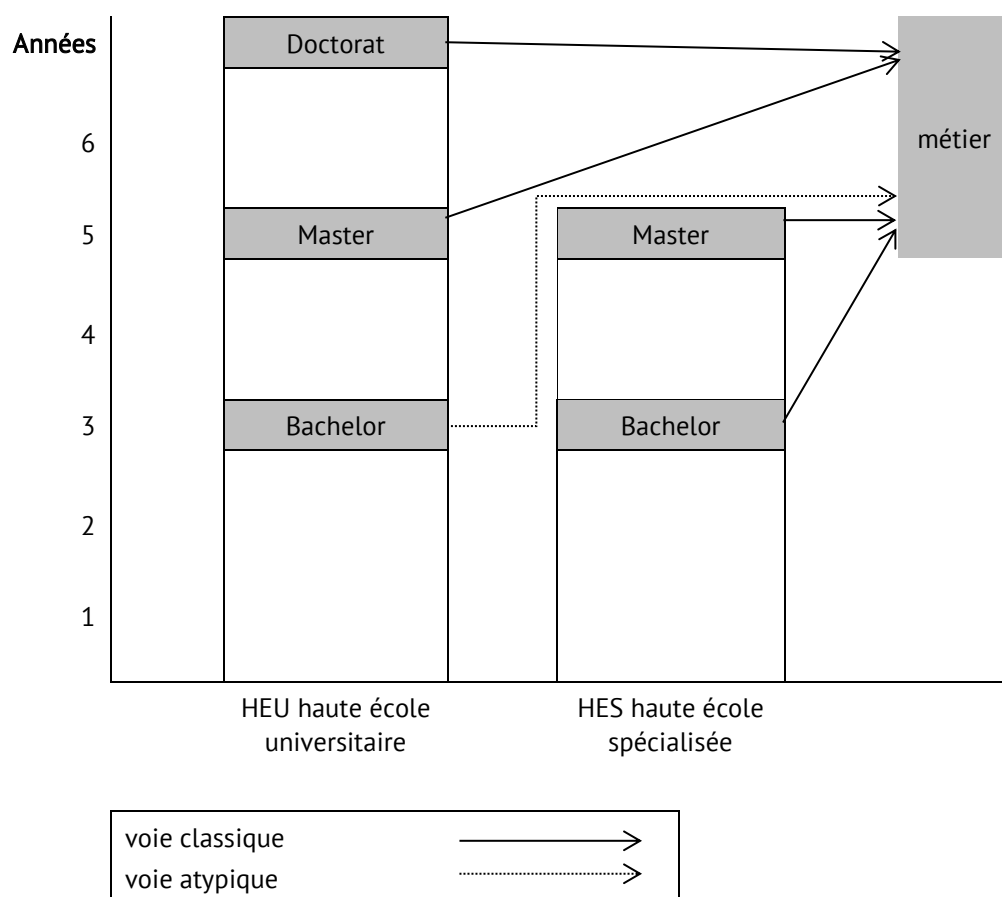 Années
Doctorat
6
métier
5
Master
Master
4
3
Bachelor
Bachelor
2
1
HEU haute école
universitaire
HES haute école
spécialisée
voie classique
voie atypique